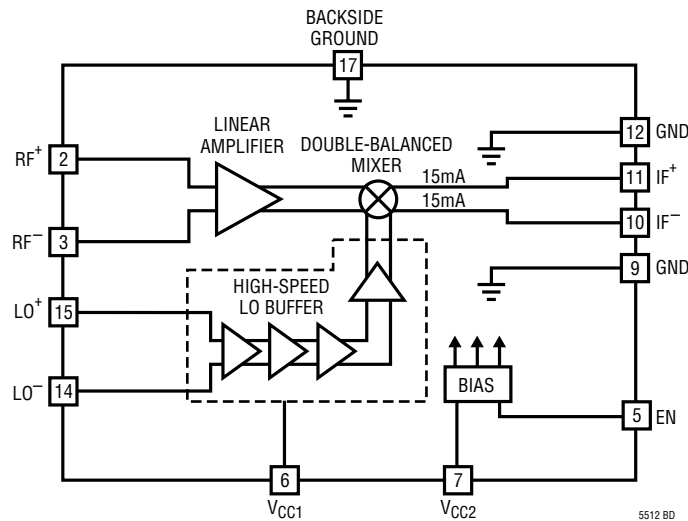 BACKSIDE
GROUND
17
LINEAR
AMPLIFIER
DOUBLE-BALANCED
MIXER
12 GND
RF+ 2
15mA
11 IF+
15mA
10 IF−
RF− 3
9 GND
HIGH-SPEED
LO BUFFER
LO+ 15
BIAS
LO− 14
5 EN
6
7
VCC1
VCC2
5512 BD